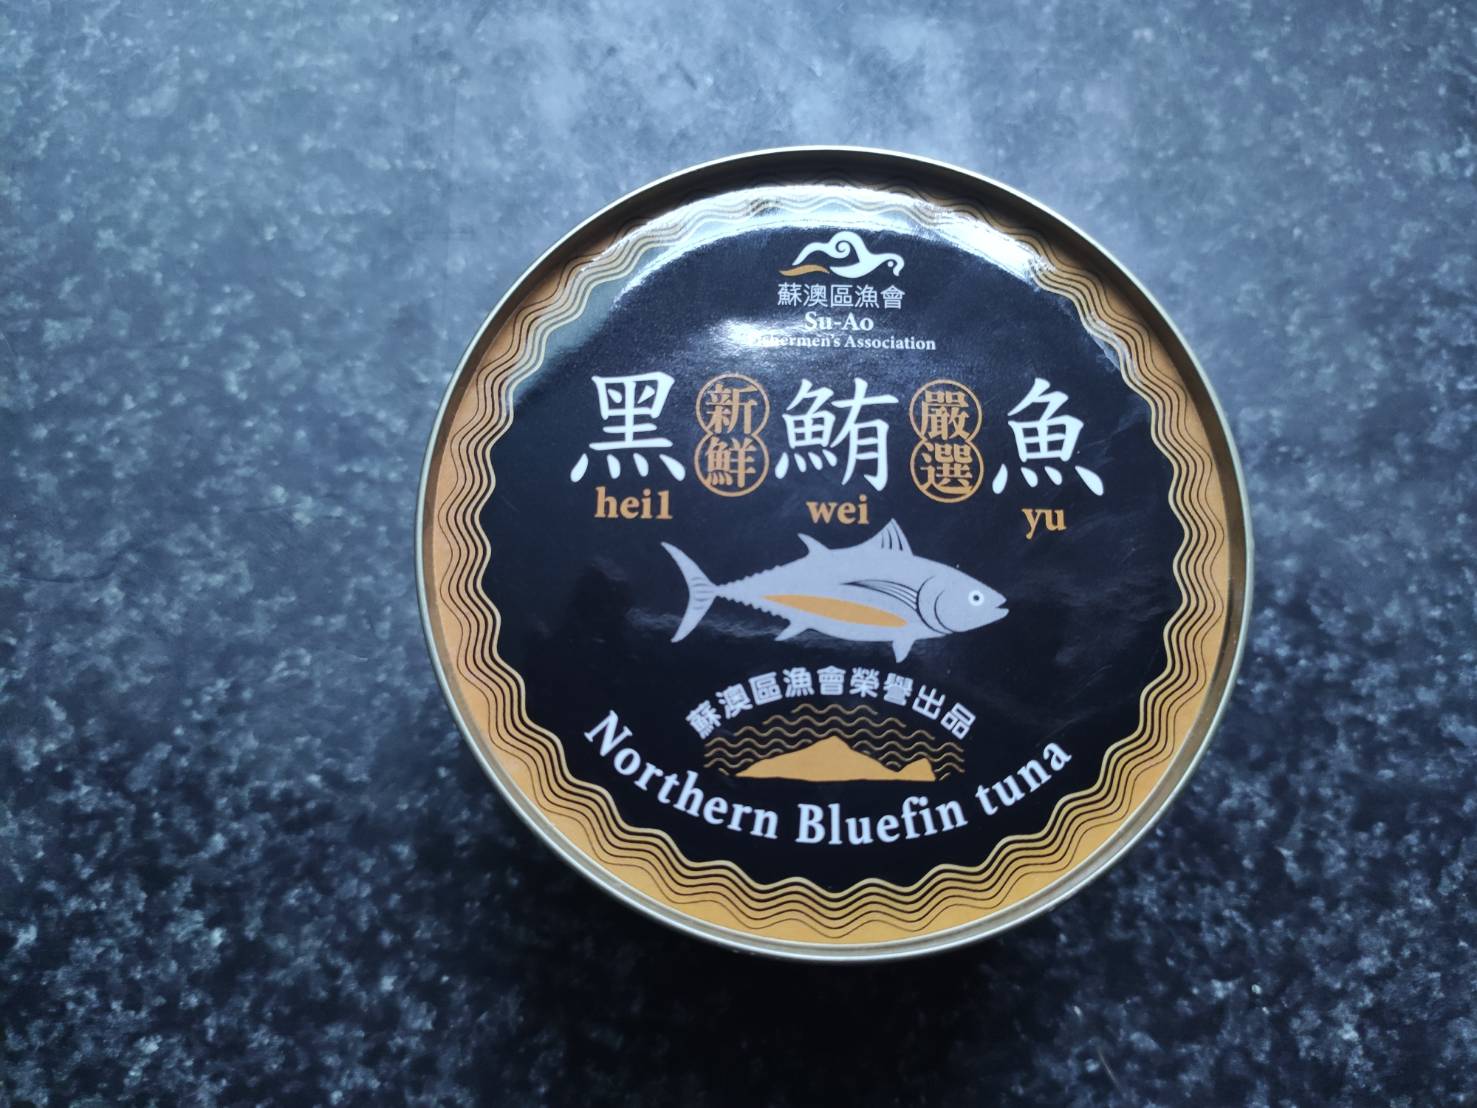 蘇澳區漁會
Su-Ao
Fishermen's Association
黑 新鮮 鮪 嚴選 魚
hei1 wei yu
蘇澳區漁會榮譽出品
Northern Bluefin tuna